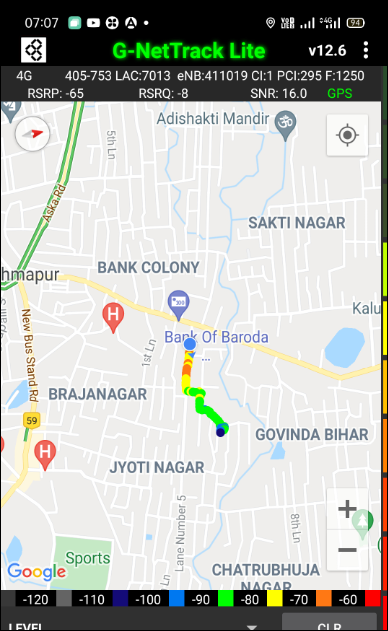 07:07
94
G-NetTrack Lite
v12.6
4G 405-753 LAC:7013 eNB:411019 CI:1 PCI:295 F:1250
RSRP: -65 RSRQ: -8 SNR: 16.0 GPS
Adishakti Mandir
5th Ln
Aska Rd
SAKTI NAGAR
hmapur
BANK COLONY
Kalu
New Bus Stand Rd
1st Ln
Bank Of Baroda
...
BRAJANAGAR
59
GOVINDA BIHAR
JYOTI NAGAR
Lane Number 5
8th Ln
Sports
CHATRUBHUJA
NAGAR
Google
-120 -110 -100 -90 -80 -70 -60
LEVEL
CLR